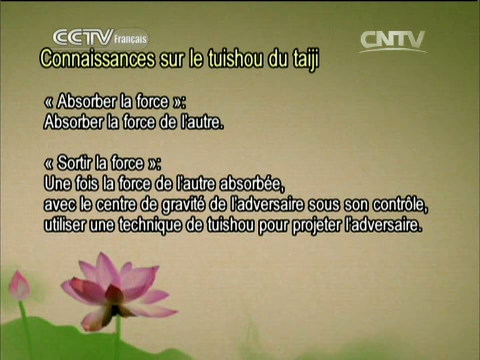 CCTV Français
CNTV
Connaissances sur le tuishou du taiji
« Absorber la force »:
Absorber la force de l'autre.
« Sortir la force »:
Une fois la force de l'autre absorbée,
avec le centre de gravité de l'adversaire sous son contrôle,
utiliser une technique de tuishou pour projeter l'adversaire.